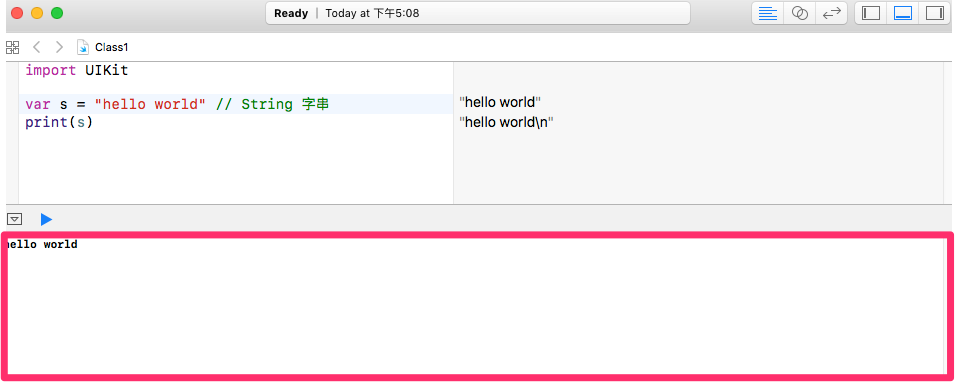 Ready | Today at 下午5:08
Class1
import UIKit
var s = "hello world" // String 字串
"hello world"
print(s)
"hello world\n"
hello world